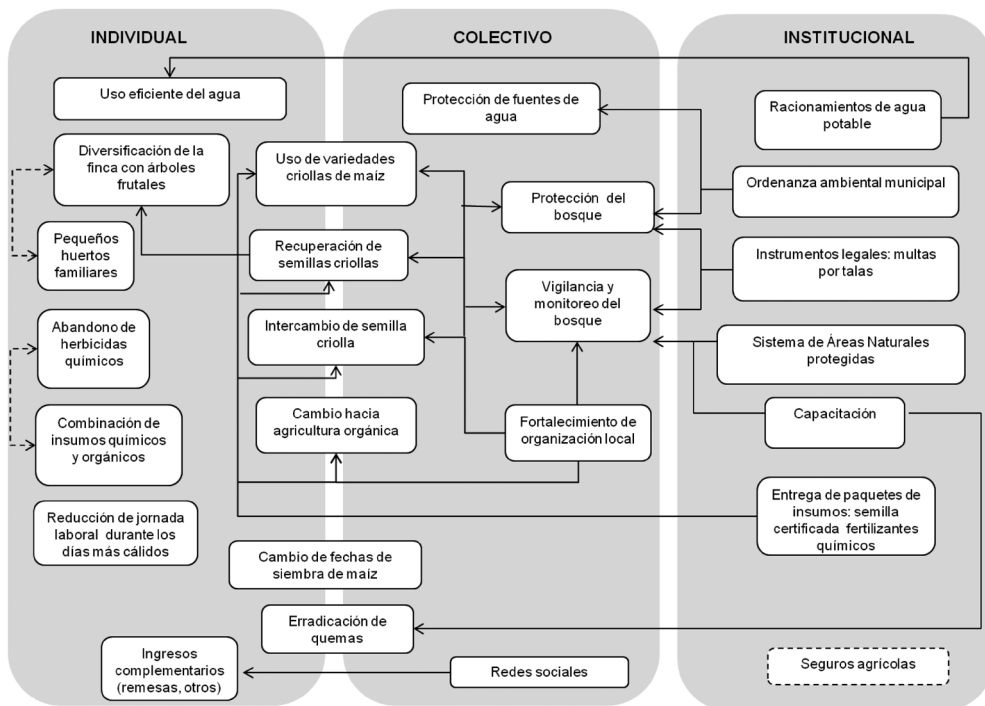 INDIVIDUAL
COLECTIVO
INSTITUCIONAL
Uso eficiente del agua
Diversificación de la
finca con árboles
frutales
Pequeños
huertos
familiares
Abandono de
herbicidas
químicos
Combinación de
insumos químicos
y orgánicos
Reducción de jornada
laboral durante los
días más cálidos
Ingresos
complementarios
(remesas, otros)
Uso de variedades
criollas de maíz
Recuperación de
semillas criollas
Intercambio de semilla
criolla
Cambio hacia
agricultura orgánica
Cambio de fechas de
siembra de maíz
Erradicación de
quemas
Protección de fuentes de
agua
Protección del
bosque
Vigilancia y
monitoreo del
bosque
Fortalecimiento de
organización local
Redes sociales
Racionamientos de agua
potable
Ordenanza ambiental municipal
Instrumentos legales: multas
por talas
Sistema de Áreas Naturales
protegidas
Capacitación
Entrega de paquetes de
insumos: semilla
certificada fertilizantes
químicos
Seguros agrícolas